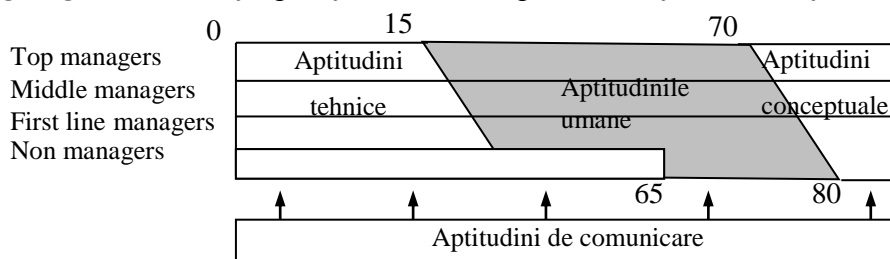 0 15 70
Top managers Aptitudini Aptitudini
Middle managers Aptitudinile
tehnice conceptuale
First line managers umane
Non managers
65 80
Aptitudini de comunicare